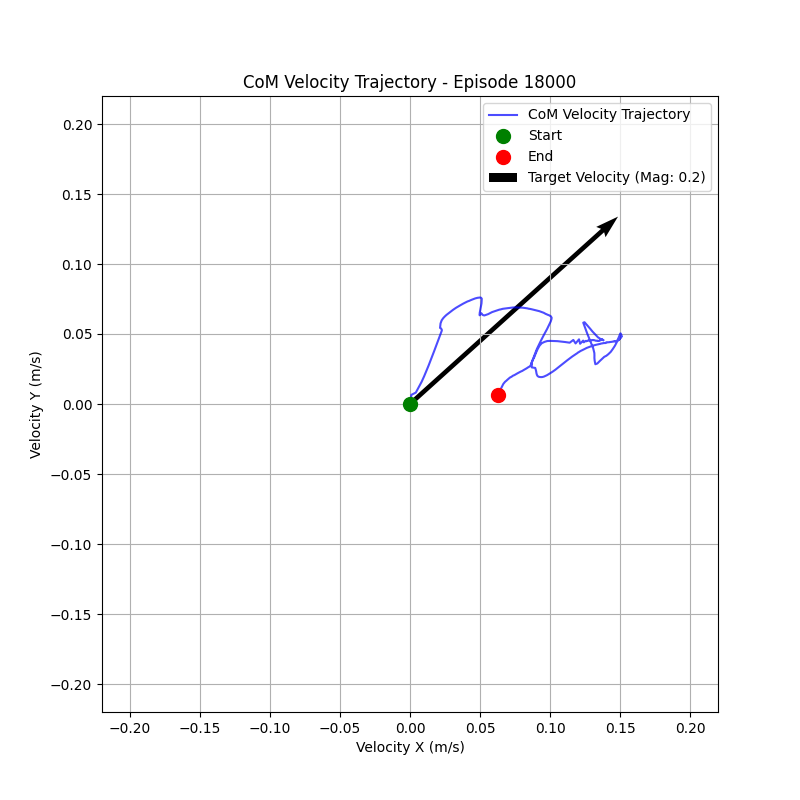 CoM Velocity Trajectory - Episode 18000
CoM Velocity Trajectory
Start
End
Target Velocity (Mag: 0.2)
0.20
0.15
0.10
0.05
0.00
−0.05
−0.10
−0.15
−0.20
Velocity Y (m/s)
−0.20 −0.15 −0.10 −0.05 0.00 0.05 0.10 0.15 0.20
Velocity X (m/s)